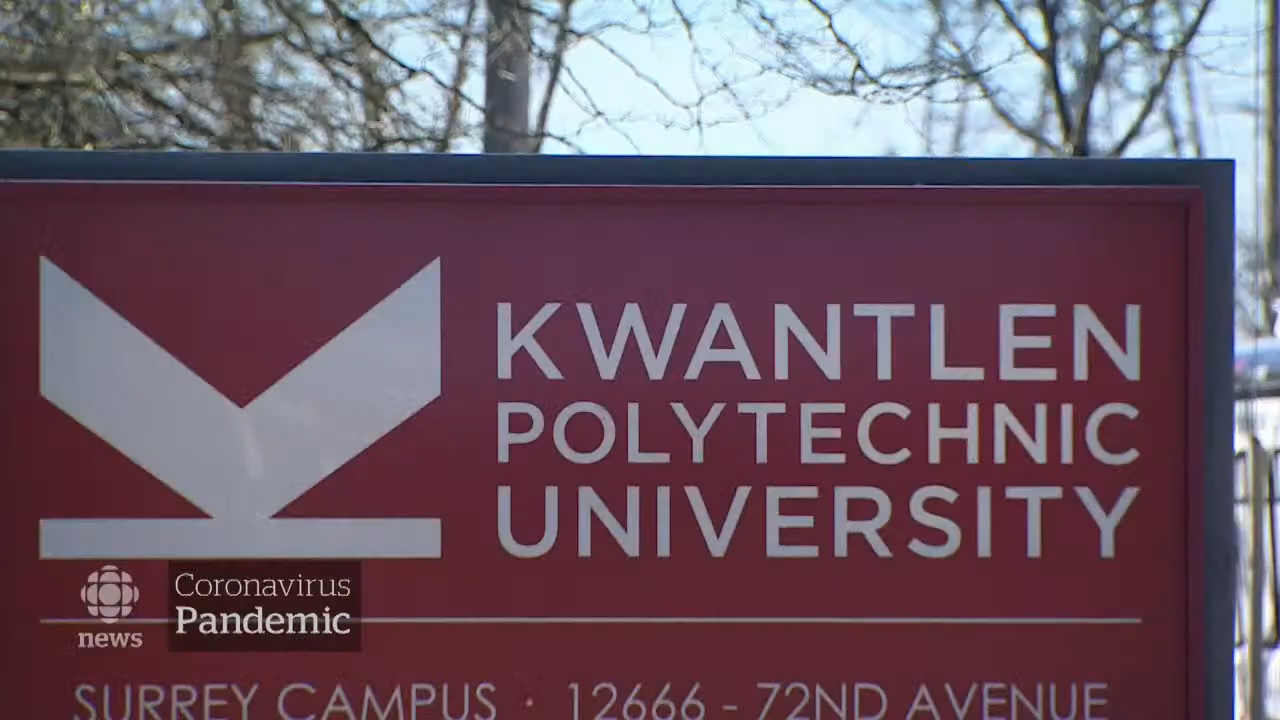 KWANTLEN
POLYTECHNIC
UNIVERSITY
Coronavirus
Pandemic
news
SURREY CAMPUS · 12666 - 72ND AVENUE